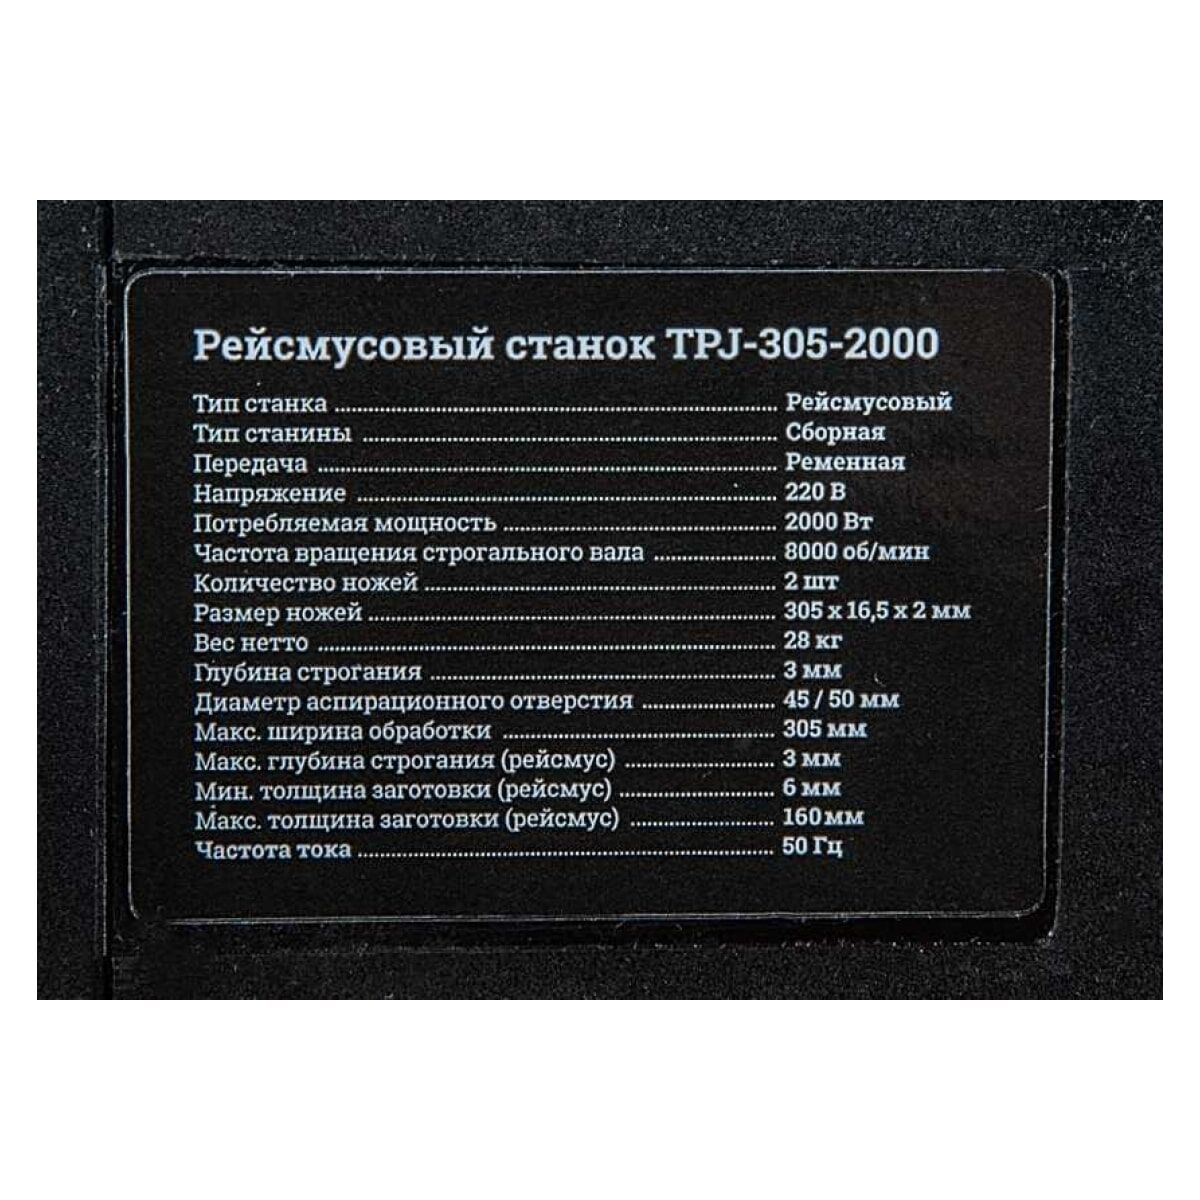 Рейсмусовый станок TPJ-305-2000
Тип станка ........ Рейсмусовый
Тип станины ........ Сборная
Передача ........ Ременная
Напряжение ........ 220 В
Потребляемая мощность ........ 2000 Вт
Частота вращения строгального вала ........ 8000 об/мин
Количество ножей ........ 2 шт
Размер ножей ........ 305 x 16,5 x 2 мм
Вес нетто ........ 28 кг
Глубина строгания ........ 3 мм
Диаметр аспирационного отверстия ........ 45 / 50 мм
Макс. ширина обработки ........ 305 мм
Макс. глубина строгания (рейсмус) ........ 3 мм
Мин. толщина заготовки (рейсмус) ........ 6 мм
Макс. толщина заготовки (рейсмус) ........ 160 мм
Частота тока ........ 50 Гц